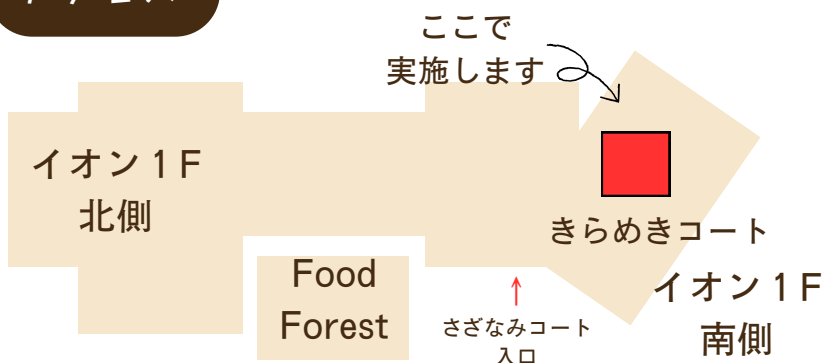 ここで
実施します
イオン1F
北側
きらめきコート
Food
Forest
イオン1F
南側
さざなみコート
入口